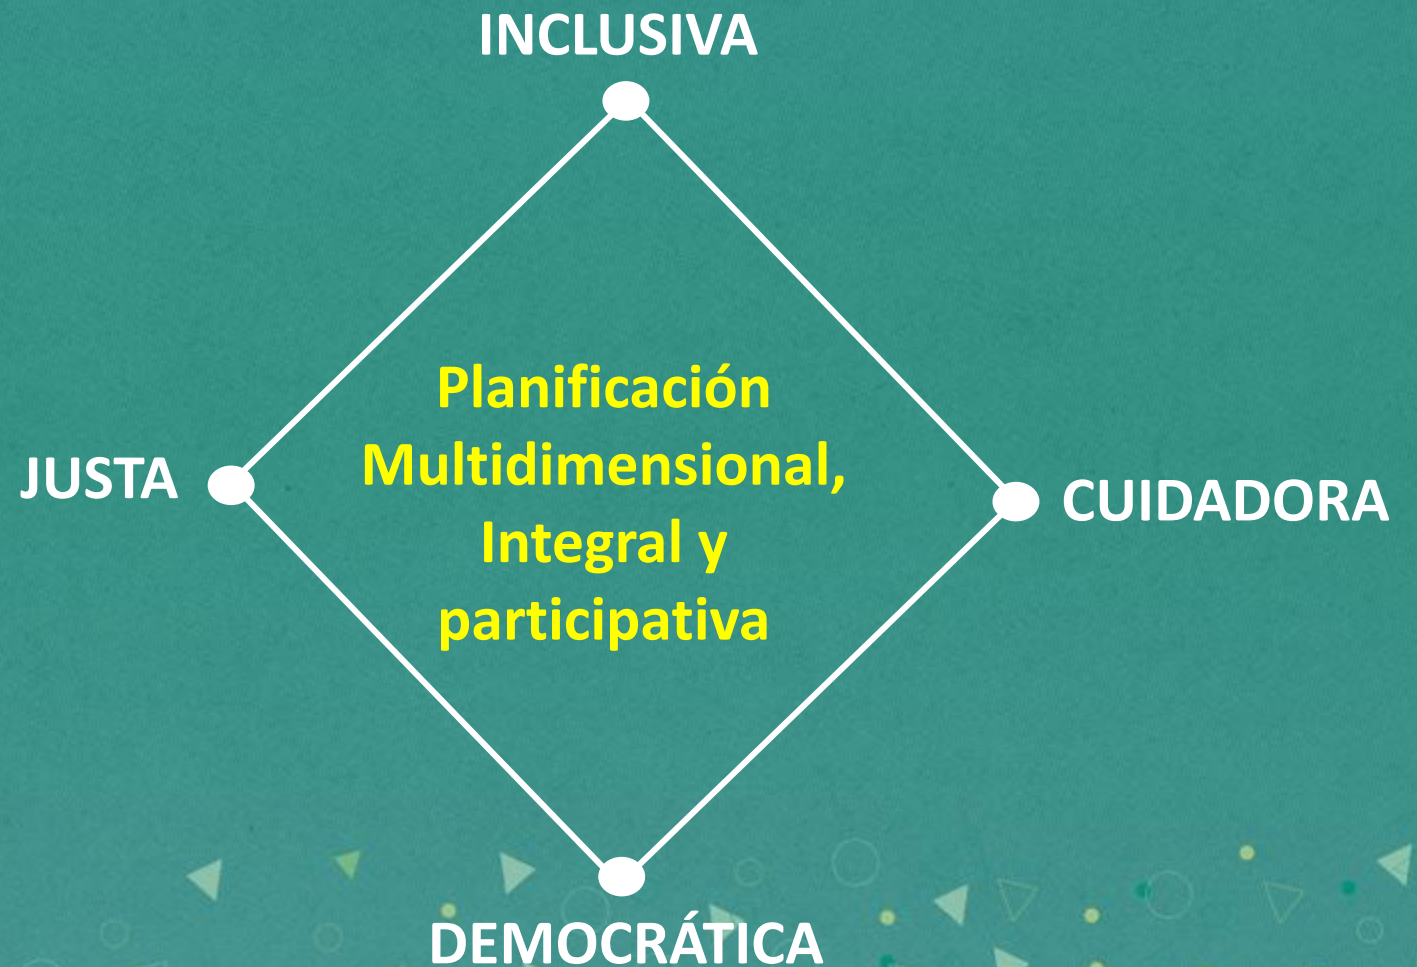 INCLUSIVA
Planificación
Multidimensional,
Integral y
participativa
JUSTA
CUIDADORA
DEMOCRÁTICA